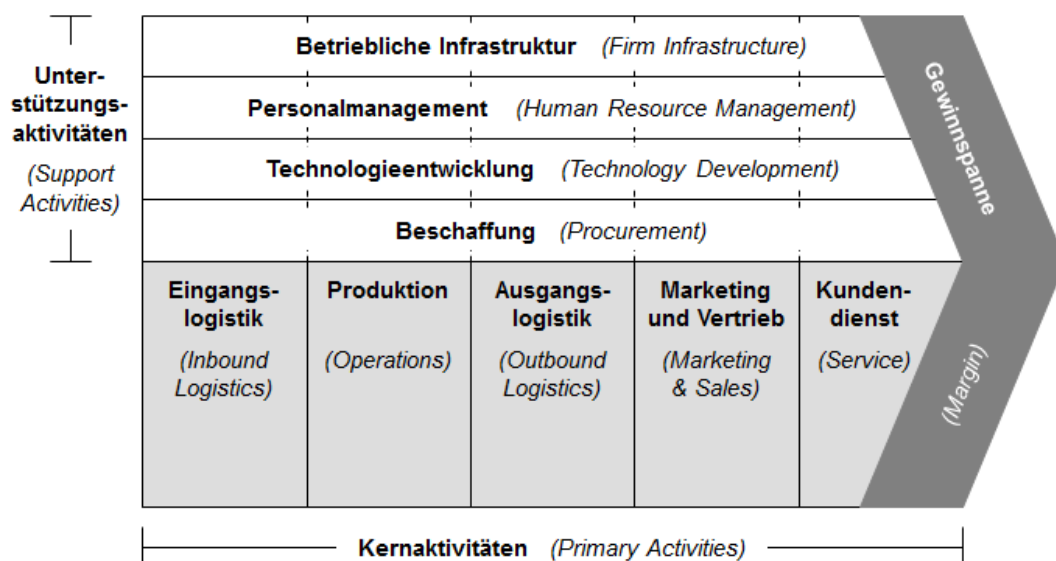 Unter-
stützungs-
aktivitäten
(Support
Activities)
Betriebliche Infrastruktur (Firm Infrastructure)
Personalmanagement (Human Resource Management)
Technologieentwicklung (Technology Development)
Beschaffung (Procurement)
Eingangs-
logistik
(Inbound
Logistics)
Produktion
(Operations)
Ausgangs-
logistik
(Outbound
Logistics)
Marketing
und Vertrieb
(Marketing
& Sales)
Kunden-
dienst
(Service)
Gewinnspanne
(Margin)
Kernaktivitäten (Primary Activities)